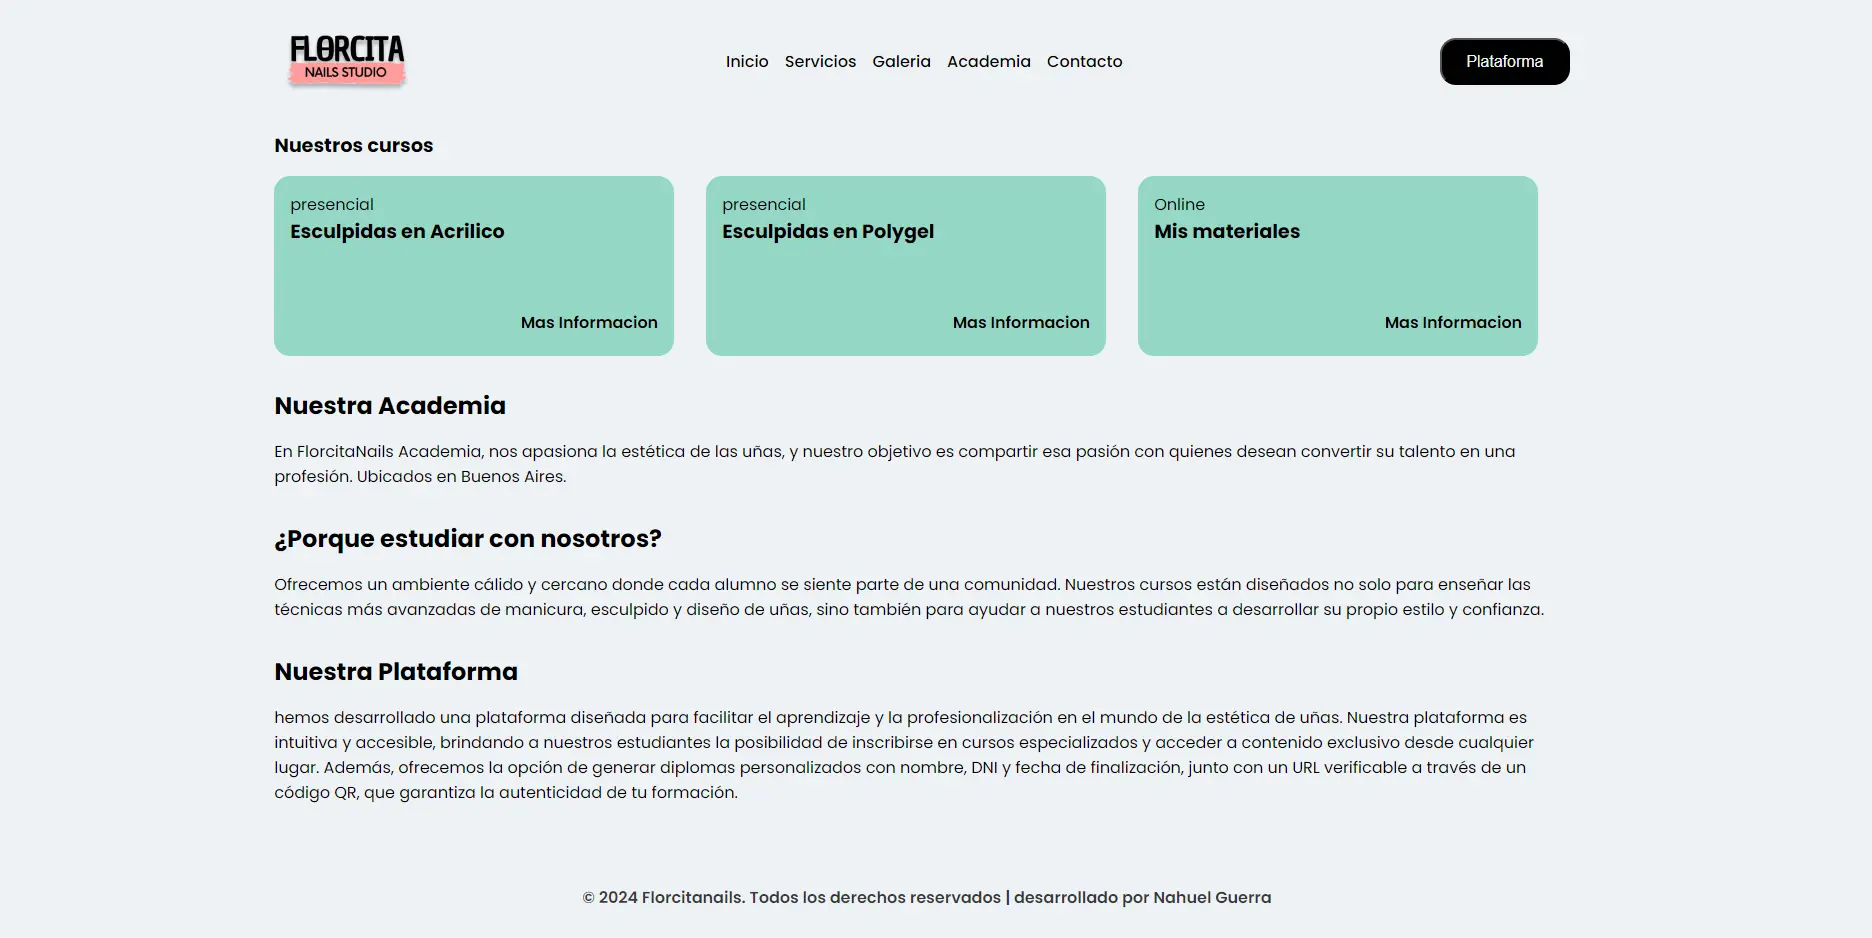 FLORCITA
NAILS STUDIO
Inicio Servicios Galeria Academia Contacto
Plataforma
Nuestros cursos
presencial
Esculpidas en Acrilico
Mas Informacion
presencial
Esculpidas en Polygel
Mas Informacion
Online
Mis materiales
Mas Informacion
Nuestra Academia
En FlorcitaNails Academia, nos apasiona la estética de las uñas, y nuestro objetivo es compartir esa pasión con quienes desean convertir su talento en una
profesión. Ubicados en Buenos Aires.
¿Porque estudiar con nosotros?
Ofrecemos un ambiente cálido y cercano donde cada alumno se siente parte de una comunidad. Nuestros cursos están diseñados no solo para enseñar las
técnicas más avanzadas de manicura, esculpido y diseño de uñas, sino también para ayudar a nuestros estudiantes a desarrollar su propio estilo y confianza.
Nuestra Plataforma
hemos desarrollado una plataforma diseñada para facilitar el aprendizaje y la profesionalización en el mundo de la estética de uñas. Nuestra plataforma es
intuitiva y accesible, brindando a nuestros estudiantes la posibilidad de inscribirse en cursos especializados y acceder a contenido exclusivo desde cualquier
lugar. Además, ofrecemos la opción de generar diplomas personalizados con nombre, DNI y fecha de finalización, junto con un URL verificable a través de un
código QR, que garantiza la autenticidad de tu formación.
© 2024 Florcitanails. Todos los derechos reservados | desarrollado por Nahuel Guerra